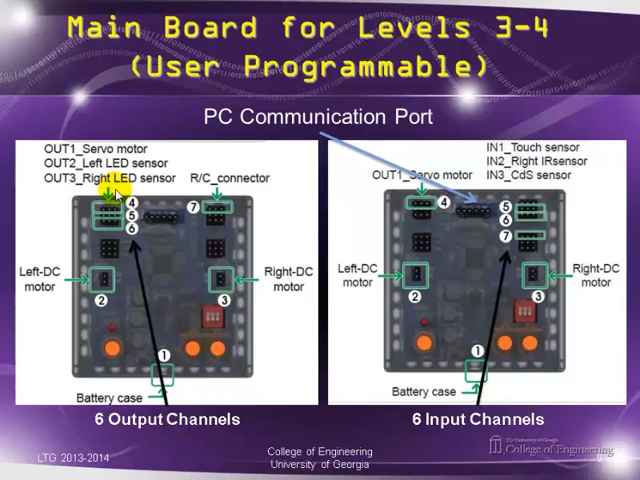 Main Board for Levels 3-4
(User Programmable)
PC Communication Port
OUT1_Servo motor
OUT2_Left LED sensor
OUT3_Right LED sensor
R/C_connector
4
5
6
7
Left-DC
motor
Right-DC
motor
2
3
1
Battery case
6 Output Channels
IN1_Touch sensor
IN2_Right IRsensor
IN3_CdS sensor
OUT1_Servo motor
4
5
6
7
Left-DC
motor
Right-DC
motor
2
3
1
Battery case
6 Input Channels
LTG 2013-2014
College of Engineering
University of Georgia
The University of Georgia
College of Engineering